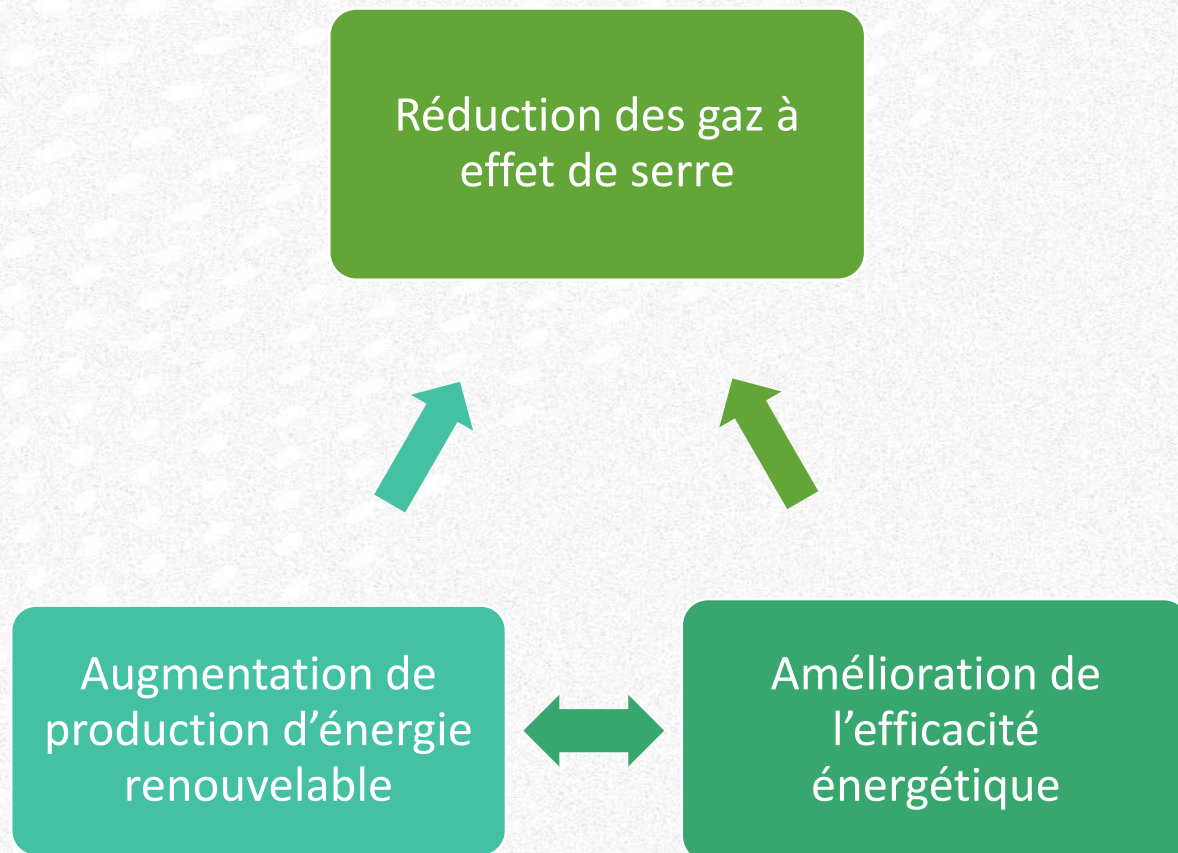 Réduction des gaz à
effet de serre
Augmentation de
production d’énergie
renouvelable
Amélioration de
l’efficacité
énergétique